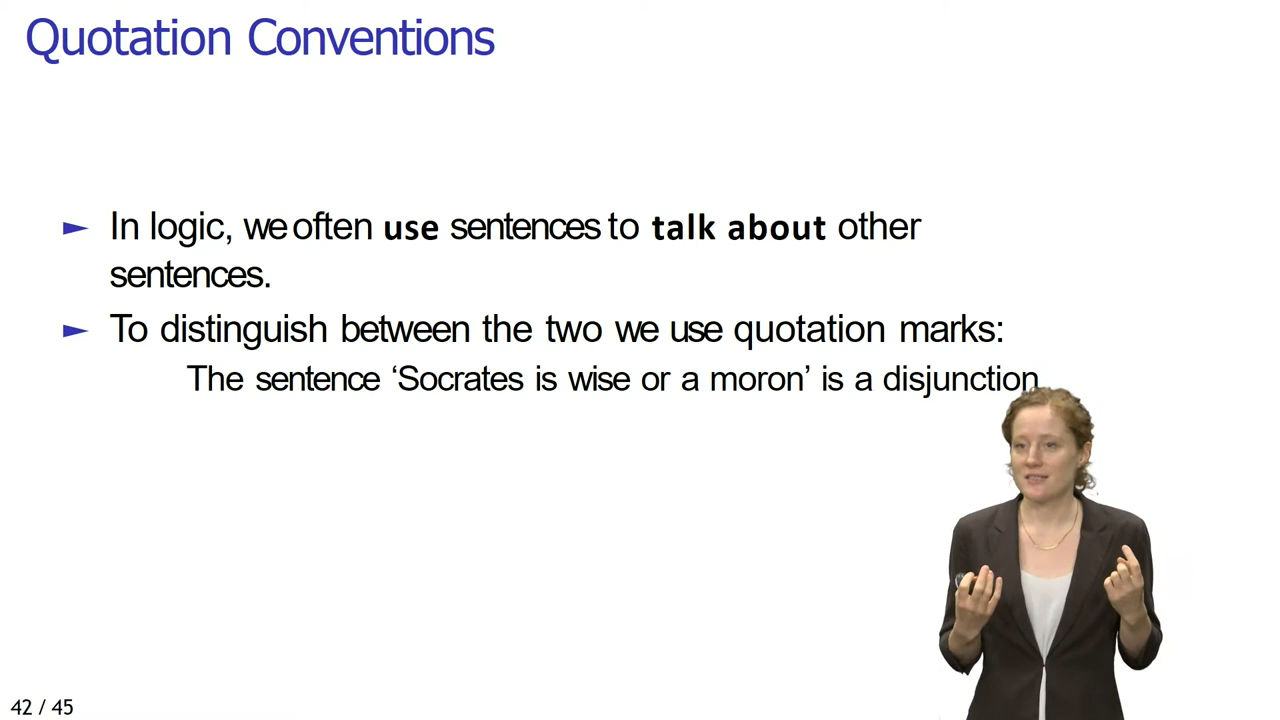 Quotation Conventions
► In logic, we often use sentences to talk about other
sentences.
► To distinguish between the two we use quotation marks:
The sentence ‘Socrates is wise or a moron’ is a disjunction
42 / 45